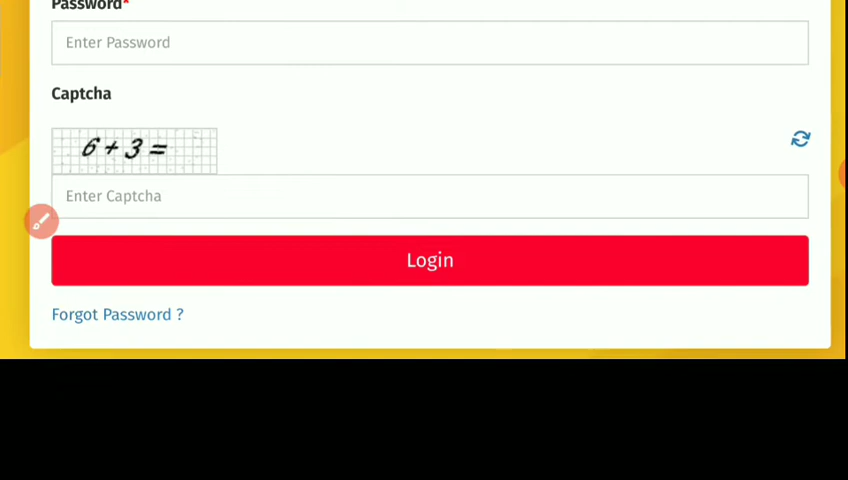 Password*
Enter Password
Captcha
6 + 3 =
Enter Captcha
Login
Forgot Password ?